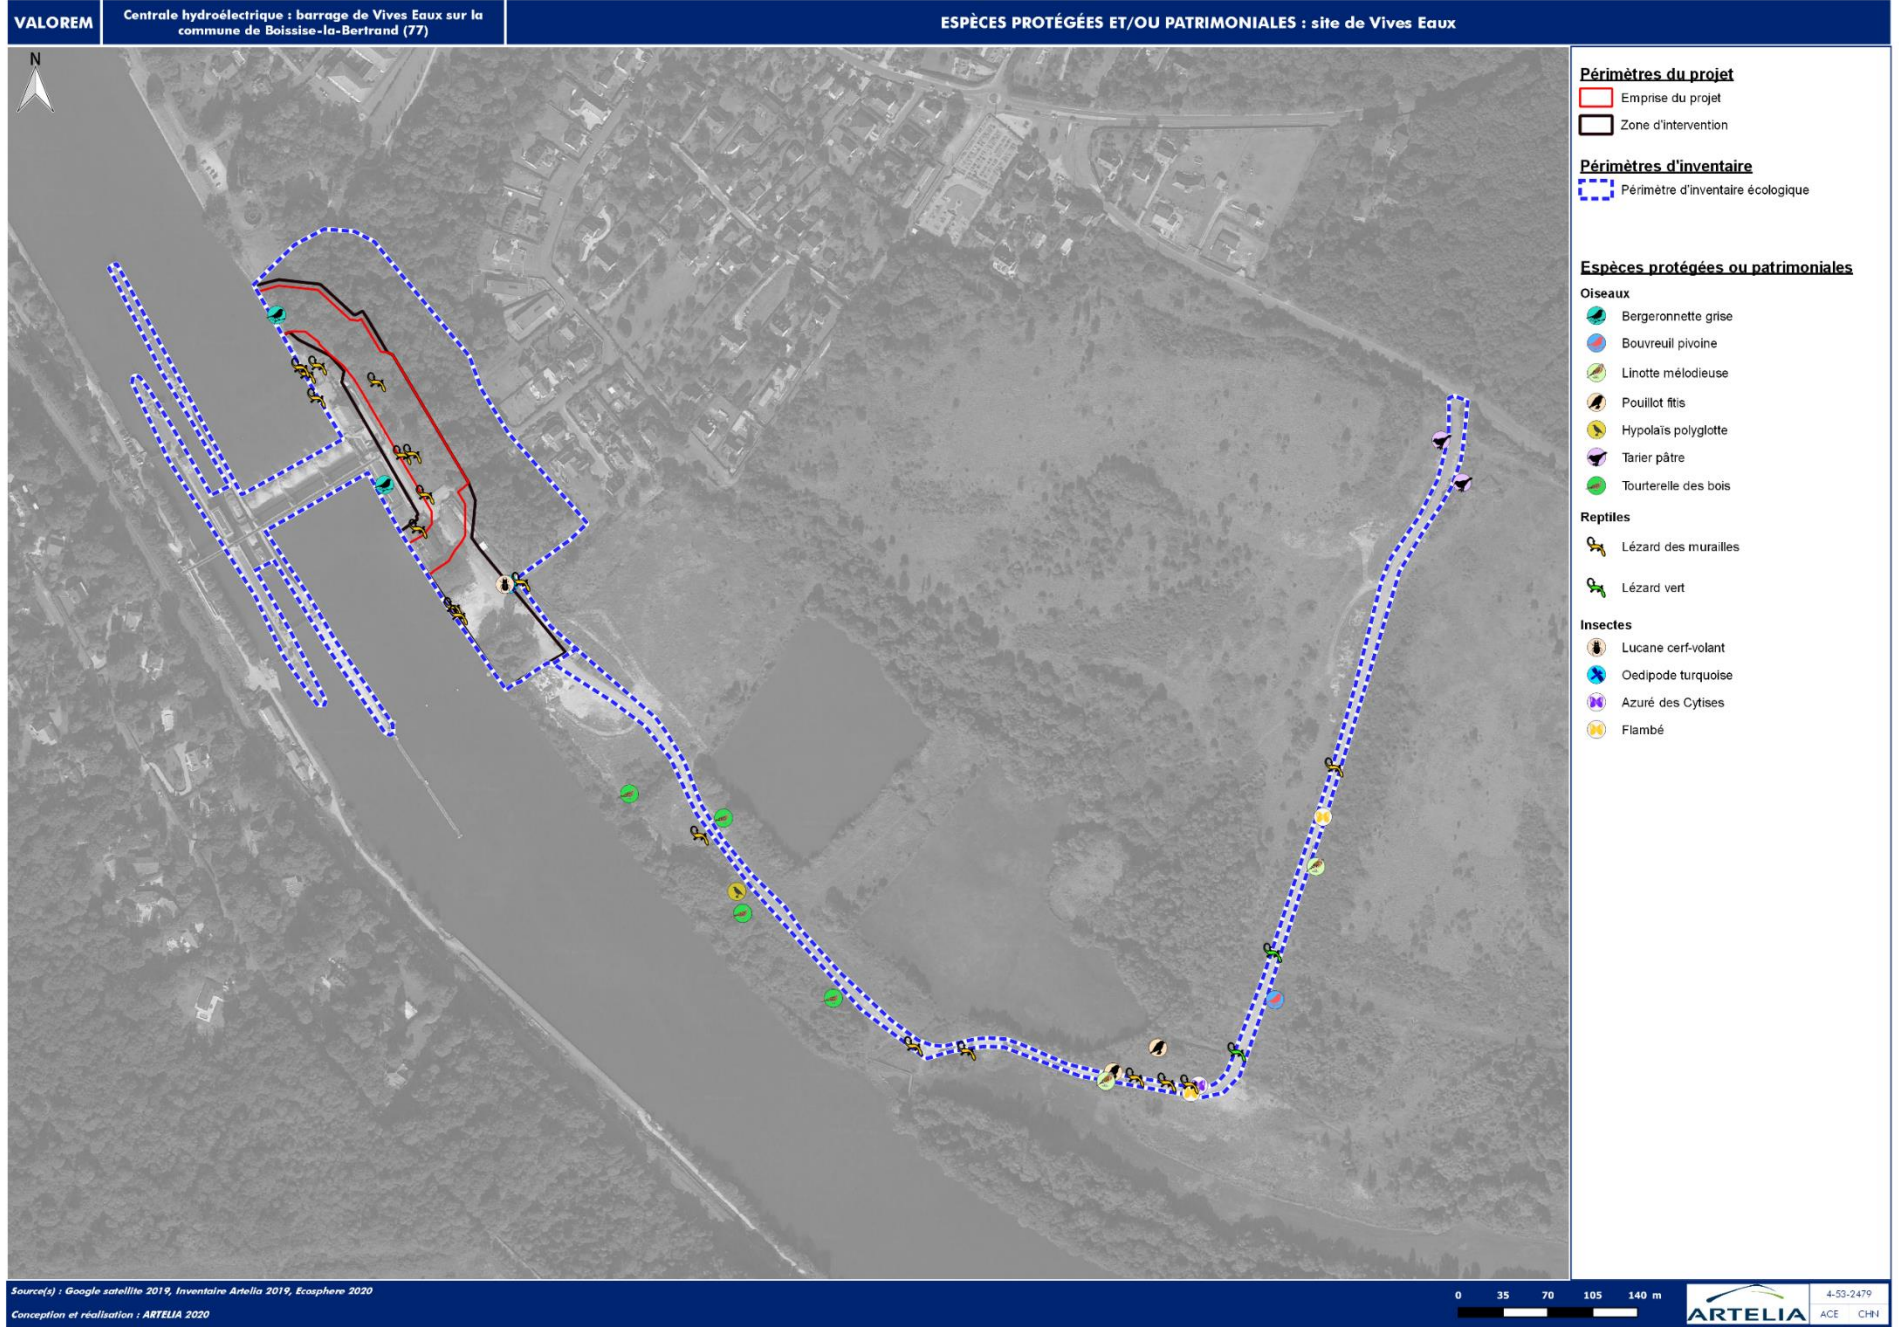 VALOREM
Centrale hydroélectrique : barrage de Vives Eaux sur la
commune de Boissise-la-Bertrand (77)
ESPÈCES PROTÉGÉES ET/OU PATRIMONIALES : site de Vives Eaux
N
Périmètres du projet
Emprise du projet
Zone d'intervention
Périmètres d'inventaire
Périmètre d'inventaire écologique
Espèces protégées ou patrimoniales
Oiseaux
Bergeronnette grise
Bouvreuil pivoine
Linotte mélodieuse
Pouillot fitis
Hypolaïs polyglotte
Tarier pâtre
Tourterelle des bois
Reptiles
Lézard des murailles
Lézard vert
Insectes
Lucane cerf-volant
Oedipode turquoise
Azuré des Cytises
Flambé
Source(s) : Google satellite 2019, Inventaire Artelia 2019, Ecosphere 2020
Conception et réalisation : ARTELIA 2020
0 35 70 105 140 m
ARTELIA
4-53-2479
ACE CHN